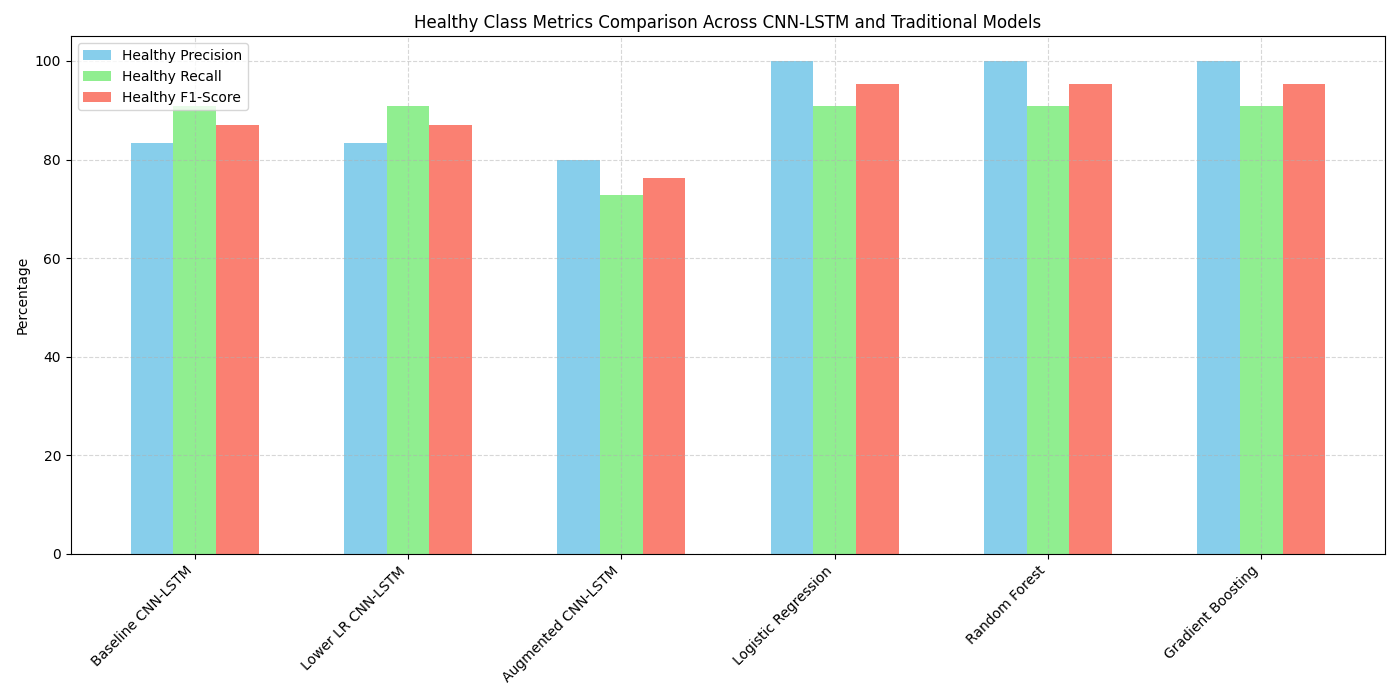 Healthy Class Metrics Comparison Across CNN-LSTM and Traditional Models
Healthy Precision
Healthy Recall
Healthy F1-Score
Percentage
100
80
60
40
20
0
Baseline CNN-LSTM
Lower LR CNN-LSTM
Augmented CNN-LSTM
Logistic Regression
Random Forest
Gradient Boosting